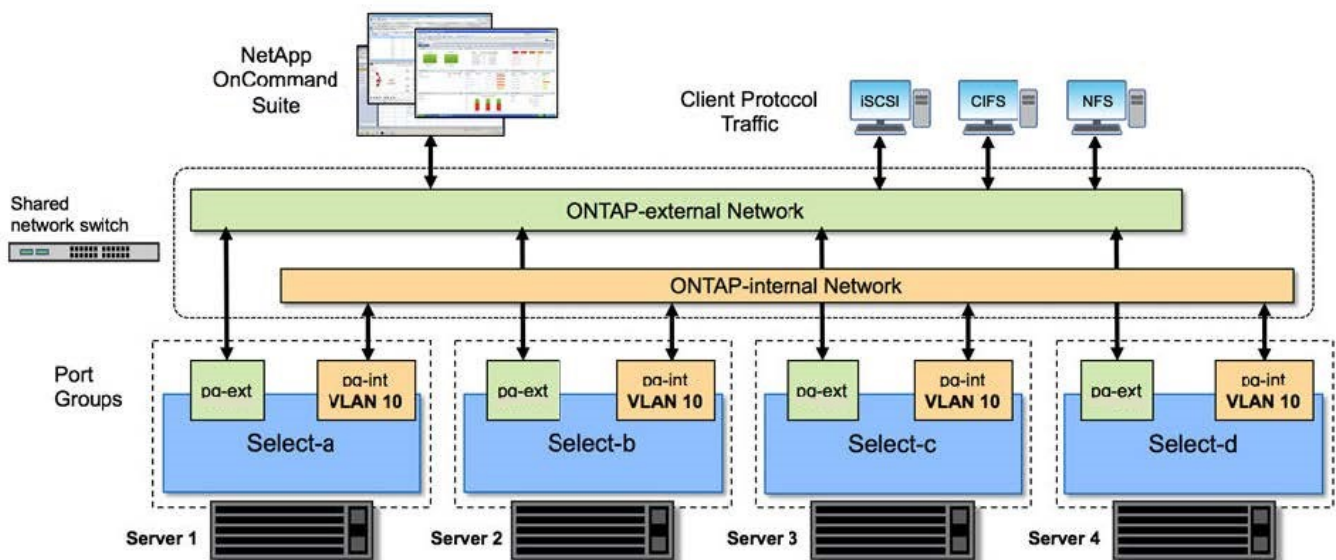 NetApp
OnCommand
Suite
Client Protocol
Traffic
iSCSI
CIFS
NFS
Shared
network switch
ONTAP-external Network
ONTAP-internal Network
Port
Groups
pg-ext
pg-int
VLAN 10
Select-a
pg-ext
pg-int
VLAN 10
Select-b
pg-ext
pg-int
VLAN 10
Select-c
pg-ext
pg-int
VLAN 10
Select-d
Server 1
Server 2
Server 3
Server 4